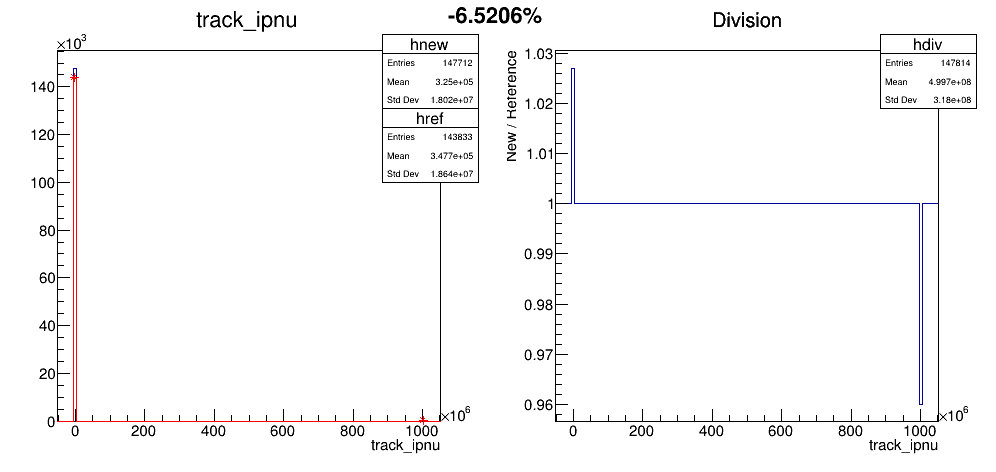 track_ipnu
-6.5206%
Division
×10³
hnew
Entries 147712
Mean 3.25e+05
Std Dev 1.802e+07
href
Entries 143833
Mean 3.477e+05
Std Dev 1.864e+07
140
120
100
80
60
40
20
0
0 200 400 600 800 1000
×10⁶
track_ipnu
New / Reference
hdiv
Entries 147814
Mean 4.997e+08
Std Dev 3.18e+08
1.03
1.02
1.01
1
0.99
0.98
0.97
0.96
0 200 400 600 800 1000
×10⁶
track_ipnu